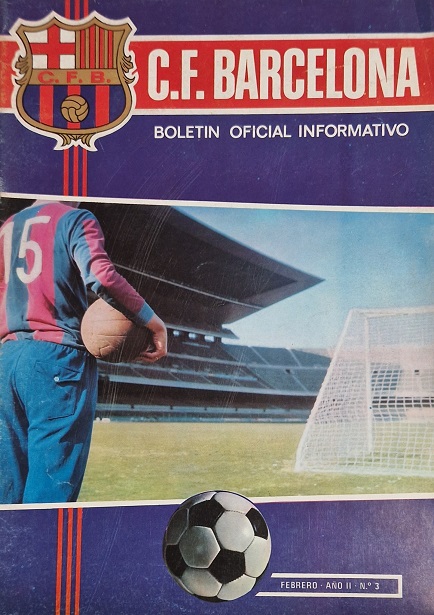 C.F.B.
C.F. BARCELONA
BOLETIN OFICIAL INFORMATIVO
15
FEBRERO - AÑO II - N.º 3